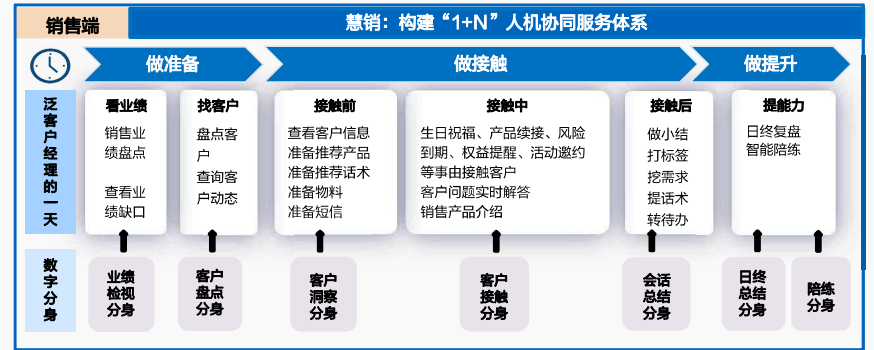 销售端
慧销：构建“1+N”人机协同服务体系
做准备
做接触
做提升
泛客户经理的一天
看业绩
销售业
绩盘点
查看业
绩缺口
找客户
盘点客
户
查询客
户动态
接触前
查看客户信息
准备推荐产品
准备推荐话术
准备物料
准备短信
接触中
生日祝福、产品续接、风险
到期、权益提醒、活动邀约
等事由接触客户
客户问题实时解答
销售产品介绍
接触后
做小结
打标签
挖需求
提话术
转待办
提能力
日终复盘
智能陪练
数字分身
业绩
检视
分身
客户
盘点
分身
客户
洞察
分身
客户
接触
分身
会话
总结
分身
日终
总结
分身
陪练
分身